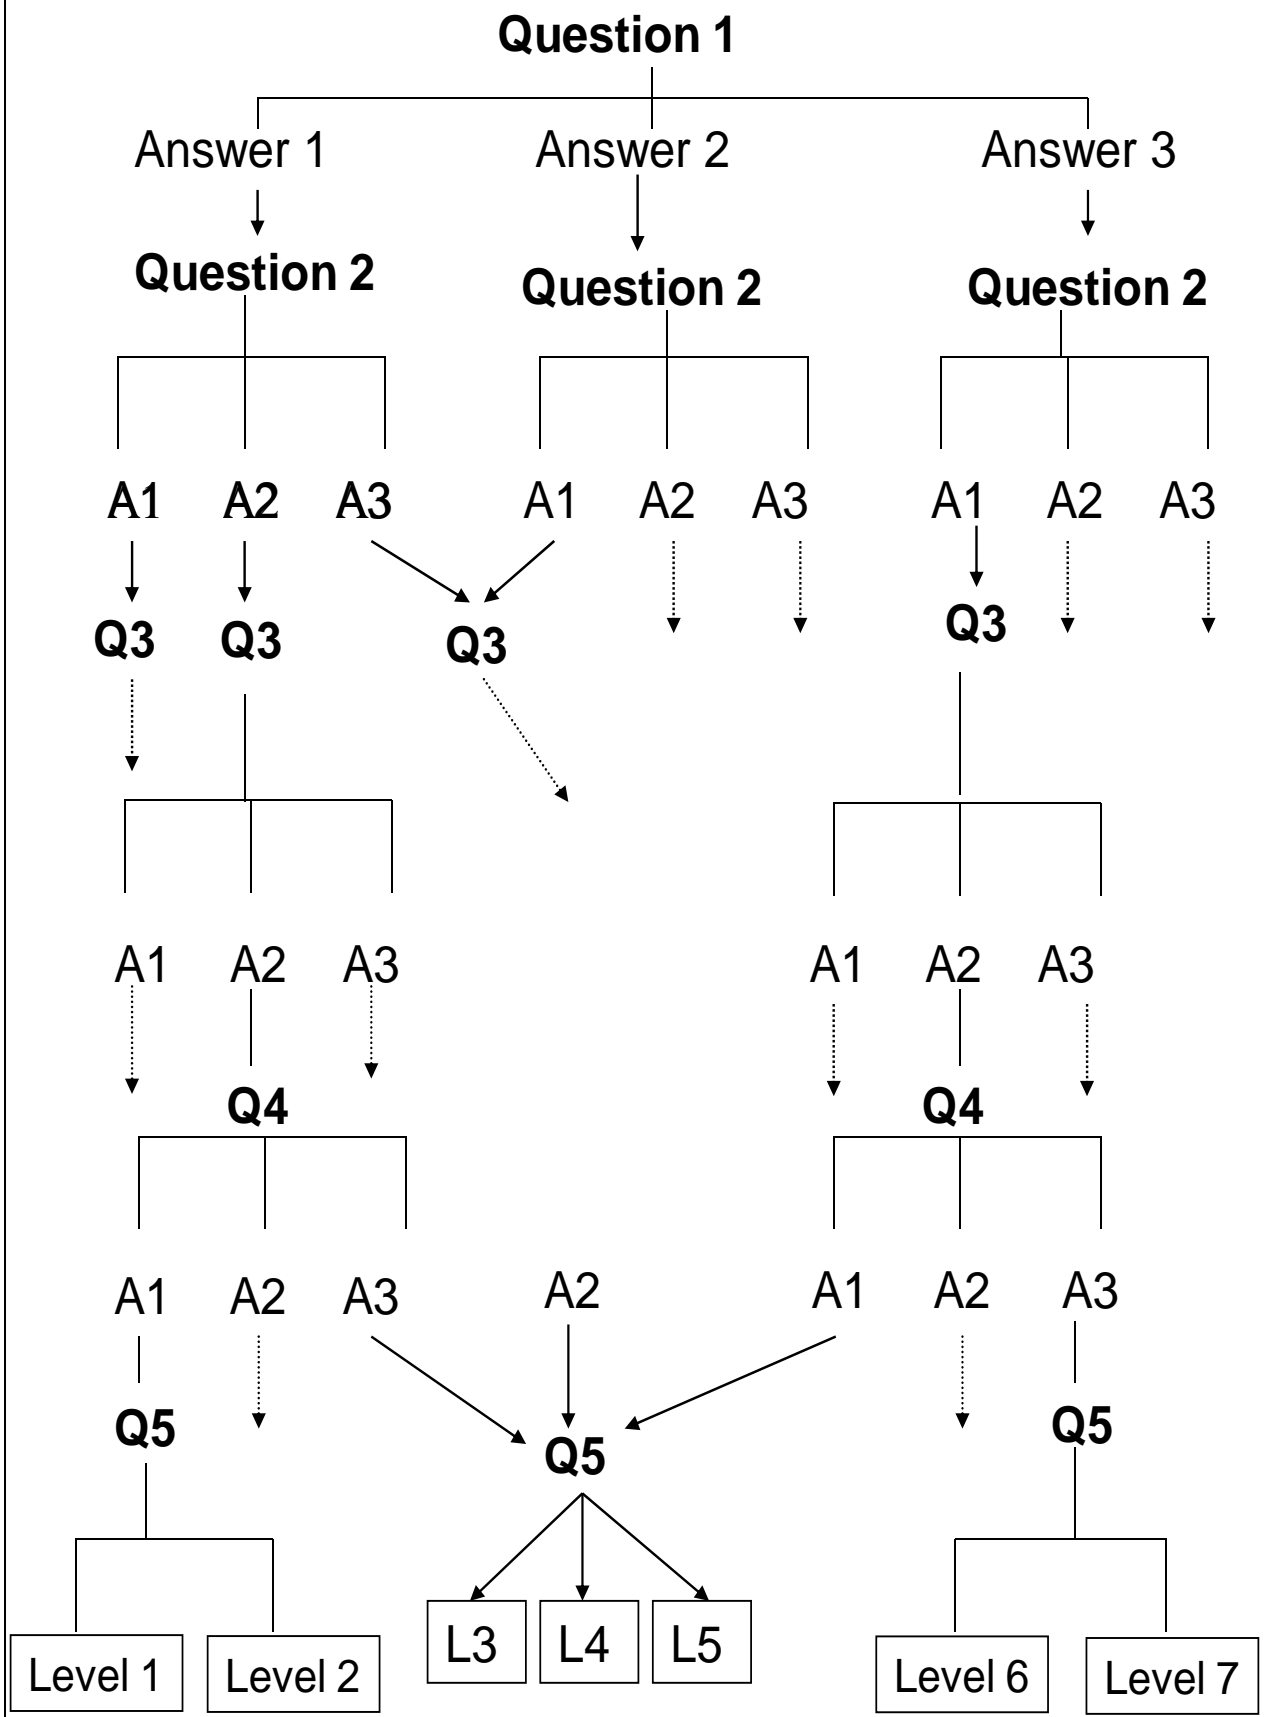 Question 1
Answer 1 Answer 2 Answer 3
Question 2 Question 2 Question 2
A1 A2 A3 A1 A2 A3 A1 A2 A3
Q3 Q3 Q3 Q3
A1 A2 A3 A1 A2 A3
Q4 Q4
A1 A2 A3 A2 A1 A2 A3
Q5 Q5 Q5
L3 L4 L5
Level 1 Level 2 Level 6 Level 7